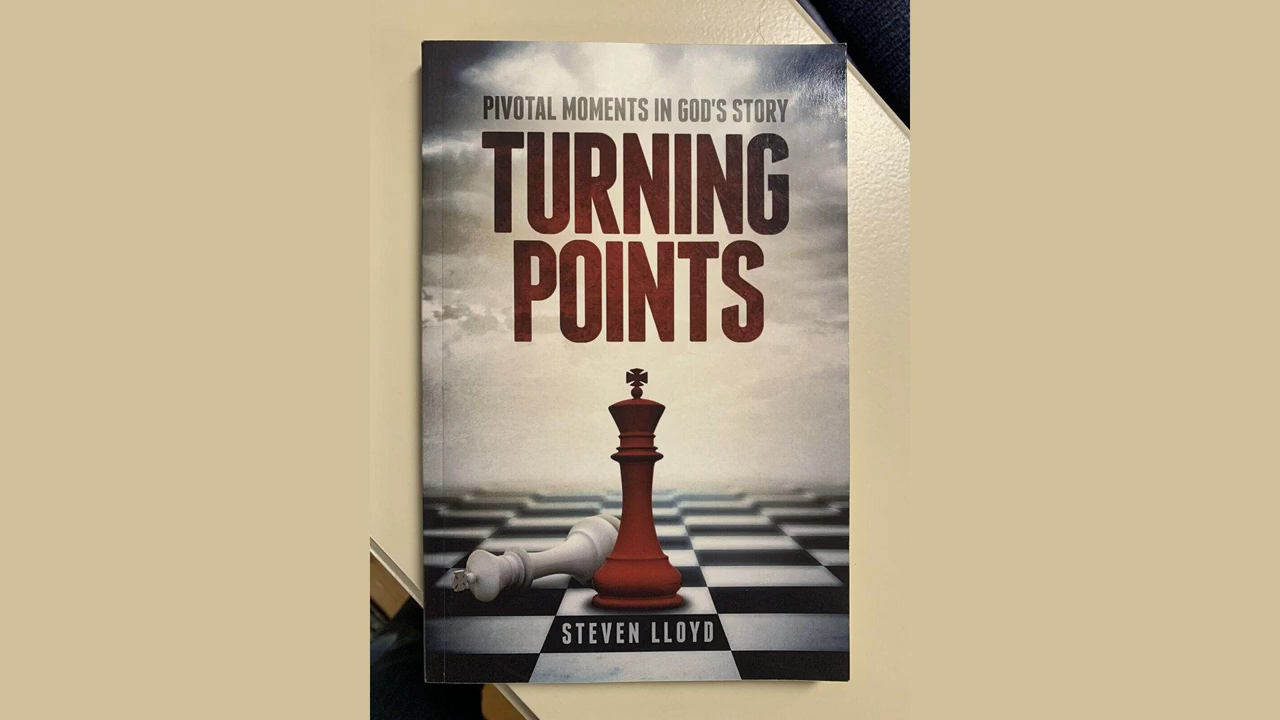 PIVOTAL MOMENTS IN GOD'S STORY
TURNING
POINTS
STEVEN LLOYD